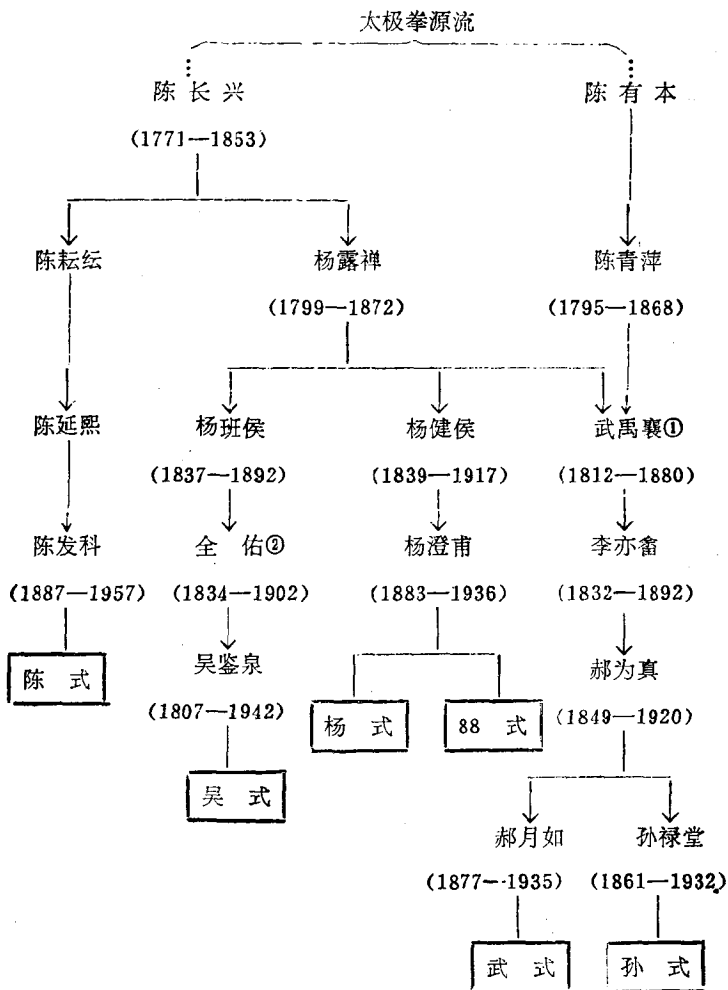 太极拳源流
陈长兴 陈有本
(1771—1853)
陈耘纭 杨露禅 陈青萍
(1799—1872) (1795—1868)
陈延熙 杨班侯 杨健侯 武禹襄①
(1837—1892) (1839—1917) (1812—1880)
陈发科 全佑② 杨澄甫 李亦畬
(1887—1957) (1834—1902) (1883—1936) (1832—1892)
陈式 吴鉴泉 郝为真
(1807—1942) 杨式 88式 (1849—1920)
吴式
郝月如 孙禄堂
(1877—1935) (1861—1932)
武式 孙式